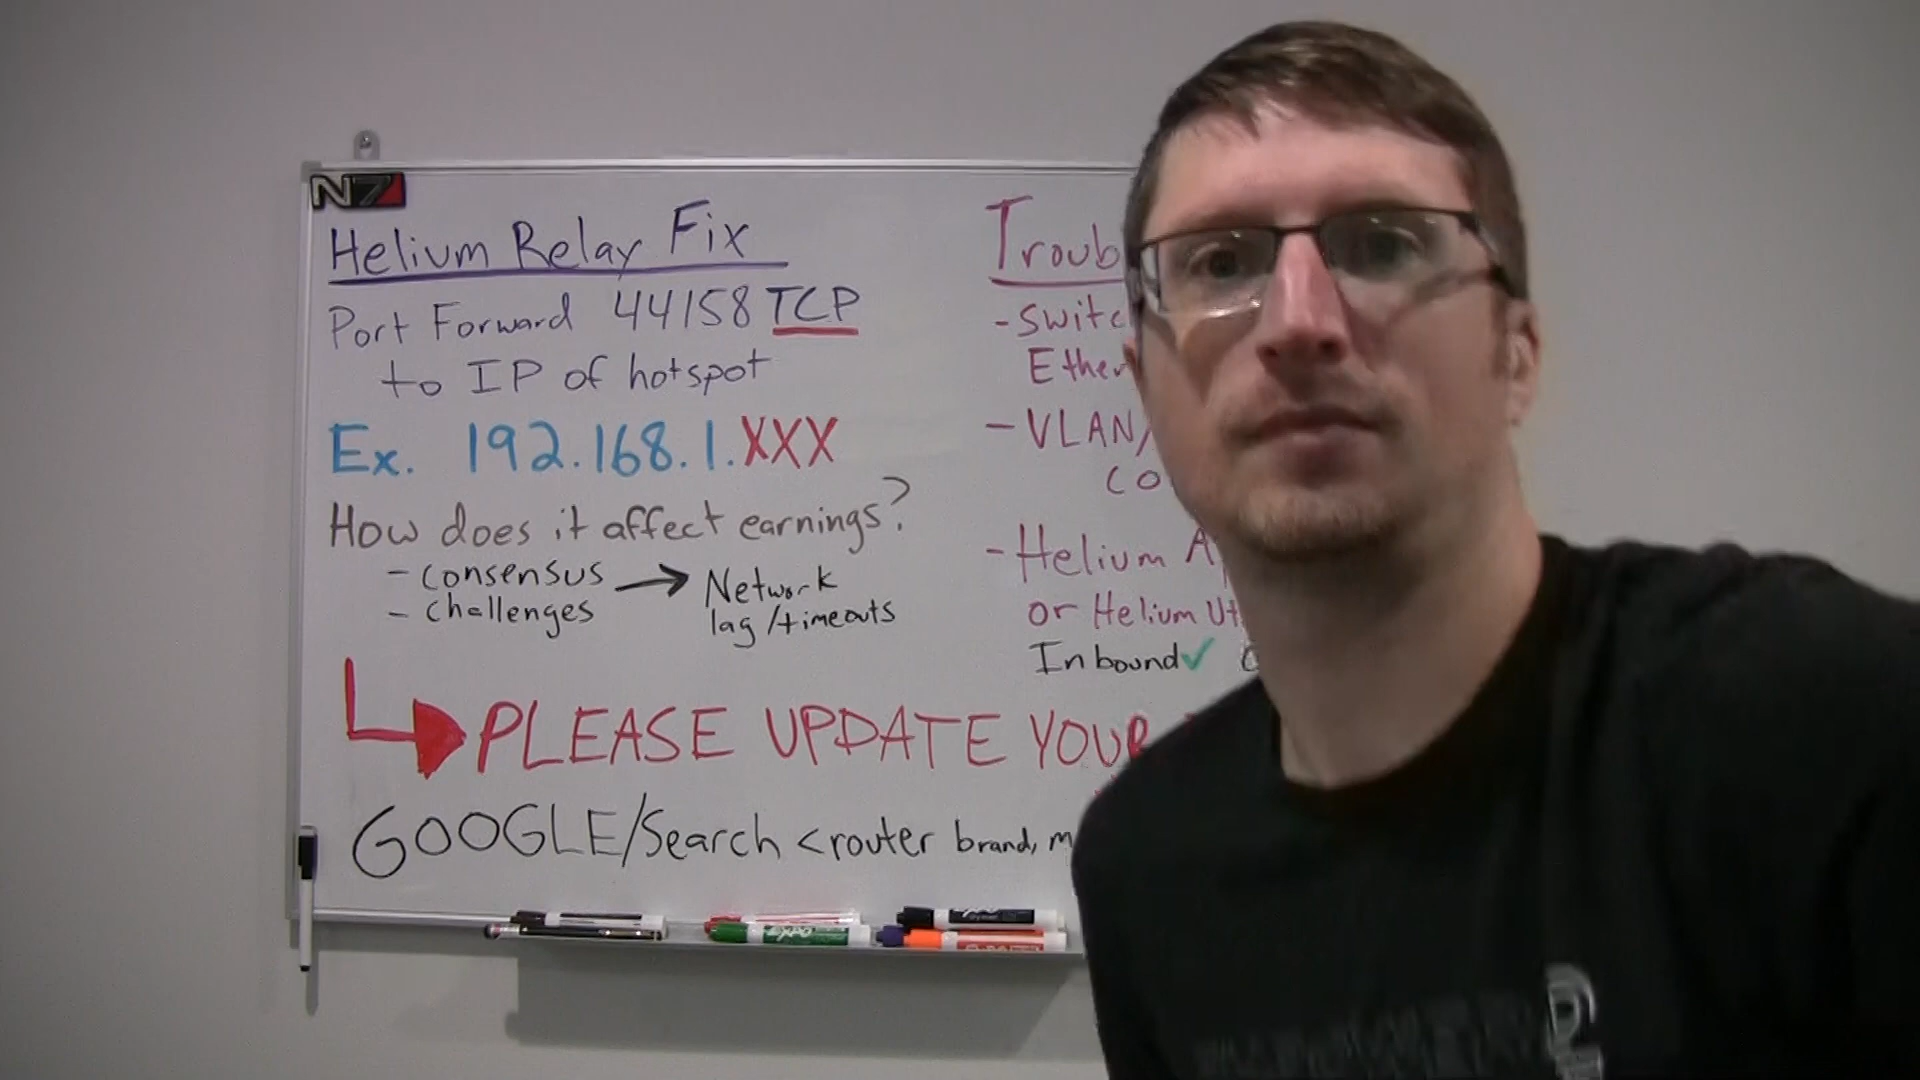 N7
Helium Relay Fix
Port Forward 44158 TCP
to IP of hotspot
Ex. 192.168.1.XXX
How does it affect earnings?
- Consensus → Network
- Challenges lag/timeouts
PLEASE UPDATE YOUR
GOOGLE/Search <router brand, m
Troub
- Switc
Ether
- VLAN/
CO
- Helium A
or Helium Ut
Inbound✓
EXPO